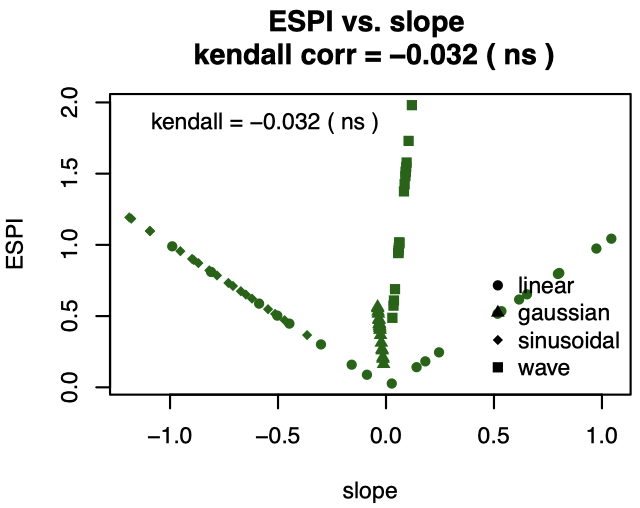 ESPI vs. slope
kendall corr = −0.032 ( ns )
kendall = −0.032 ( ns )
2.0
1.5
1.0
0.5
0.0
ESPI
linear
gaussian
sinusoidal
wave
−1.0 −0.5 0.0 0.5 1.0
slope